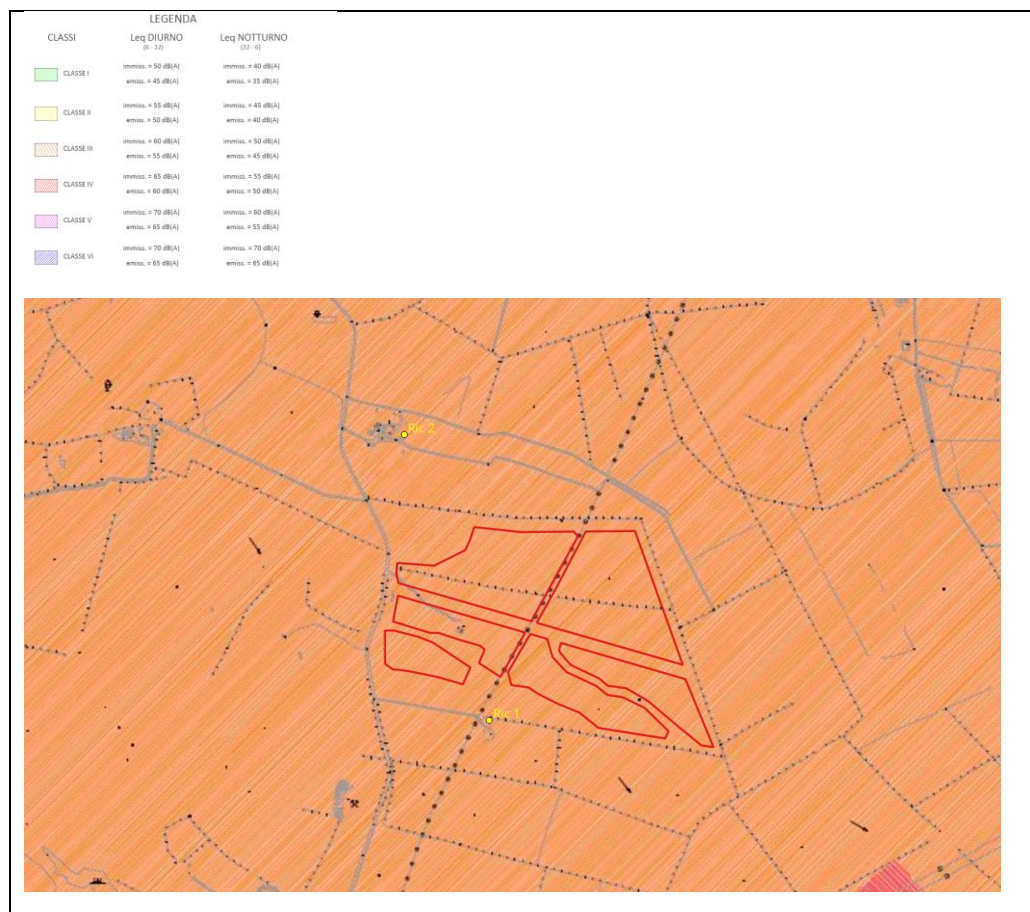 LEGENDA
CLASSI Leq DIURNO Leq NOTTURNO
(6 - 22) (22 - 6)
immiss. = 50 dB(A) immiss. = 40 dB(A)
CLASSE I
emiss. = 45 dB(A) emiss. = 35 dB(A)
immiss. = 55 dB(A) immiss. = 45 dB(A)
CLASSE II
emiss. = 50 dB(A) emiss. = 40 dB(A)
immiss. = 60 dB(A) immiss. = 50 dB(A)
CLASSE III
emiss. = 55 dB(A) emiss. = 45 dB(A)
immiss. = 65 dB(A) immiss. = 55 dB(A)
CLASSE IV
emiss. = 60 dB(A) emiss. = 50 dB(A)
immiss. = 70 dB(A) immiss. = 60 dB(A)
CLASSE V
emiss. = 65 dB(A) emiss. = 55 dB(A)
immiss. = 70 dB(A) immiss. = 70 dB(A)
CLASSE VI
emiss. = 65 dB(A) emiss. = 65 dB(A)
Ric 2
Ric 1